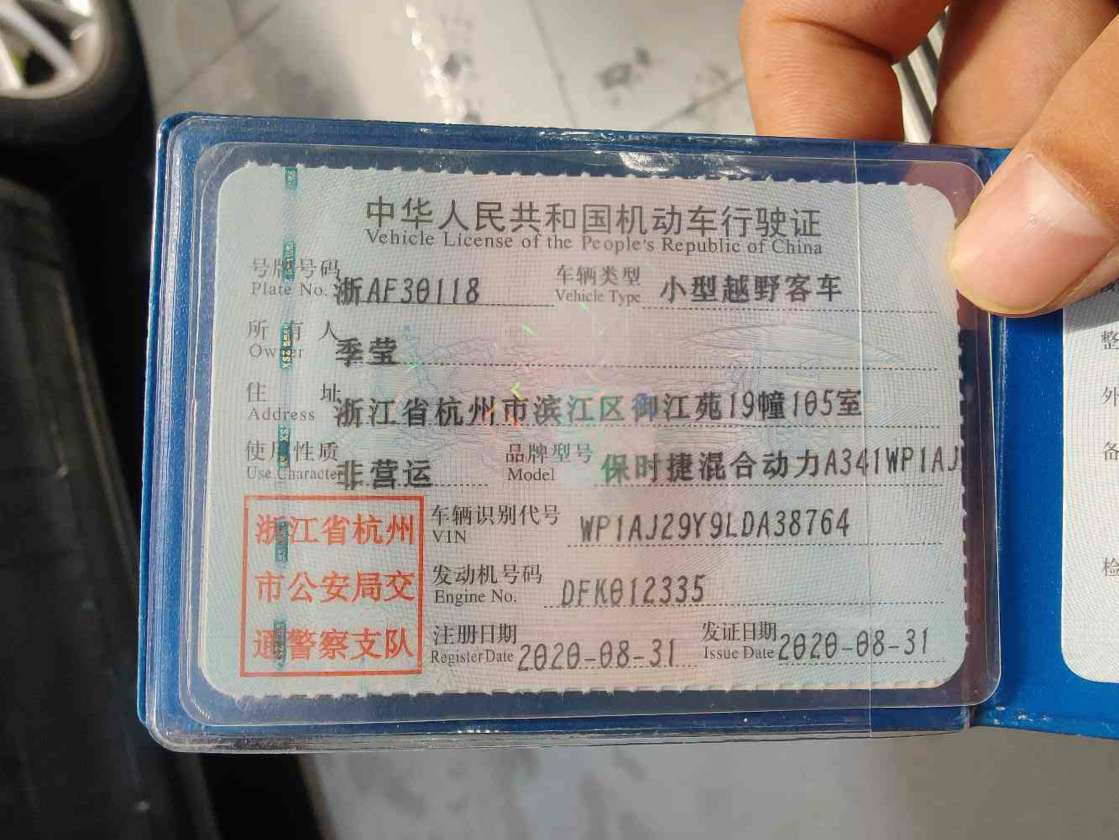 中华人民共和国机动车行驶证
Vehicle License of the People's Republic of China
号牌号码 浙AF30118 车辆类型 小型越野客车
Plate No. Vehicle Type
所有人 季莹
Owner
住址 浙江省杭州市滨江区御江苑19幢105室
Address
使用性质 非营运 品牌型号 保时捷混合动力A341WP1AJ
Use Character Model
浙江省杭州
市公安局交
通警察支队
车辆识别代号 WP1AJ29Y9LDA38764
VIN
发动机号码 DFK012335
Engine No.
注册日期 2020-08-31 发证日期 2020-08-31
Register Date Issue Date
整
外
备
检